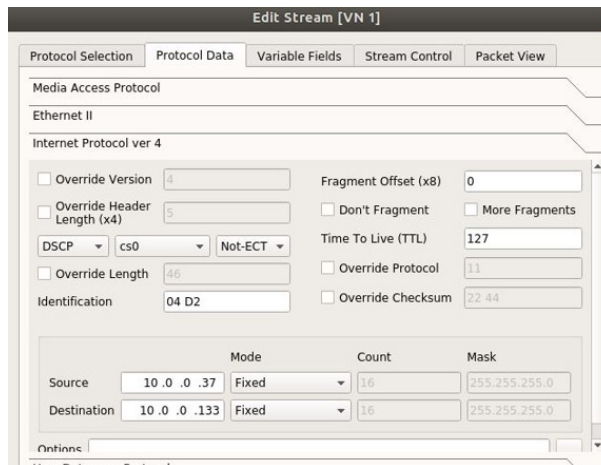 Edit Stream [VN 1]
Protocol Selection Protocol Data Variable Fields Stream Control Packet View
Media Access Protocol
Ethernet II
Internet Protocol ver 4
Override Version 4 Fragment Offset (x8) 0
Override Header Length (x4) 5 Don't Fragment More Fragments
DSCP cs0 Not-ECT Time To Live (TTL) 127
Override Length 46 Override Protocol 11
Identification 04 D2 Override Checksum 22 44
Mode Count Mask
Source 10 .0 .0 .37 Fixed 16 255.255.255.0
Destination 10 .0 .0 .133 Fixed 16 255.255.255.0
Options